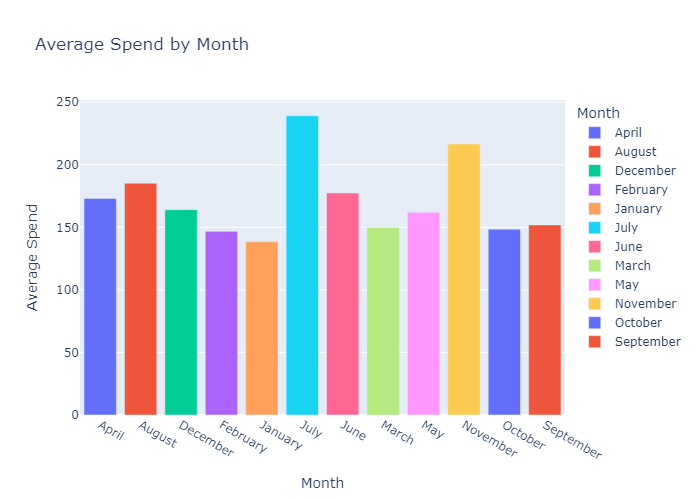 Average Spend by Month
Average Spend
250
200
150
100
50
0
April
August
December
February
January
July
June
March
May
November
October
September
Month
Month
April
August
December
February
January
July
June
March
May
November
October
September